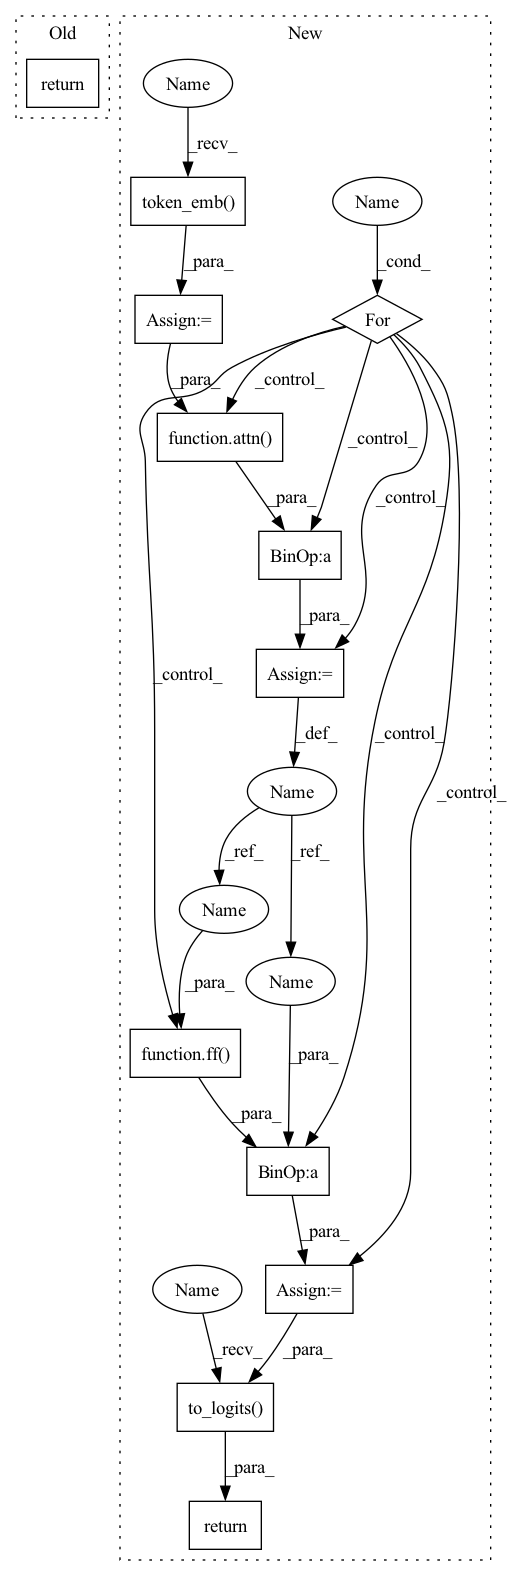 Old
New
return
Name
_recv_
token_emb()
Name
_para_
_cond_
Assign:=
For
_para_
_control_
function.attn()
_control_
_para_
_control_
BinOp:a
_para_
_control_
Assign:=
_control_
_def_
_control_
Name
_ref_
_ref_
Name
Name
_para_
_para_
function.ff()
_para_
BinOp:a
_para_
Name
Assign:=
_recv_
_para_
to_logits()
_para_
return